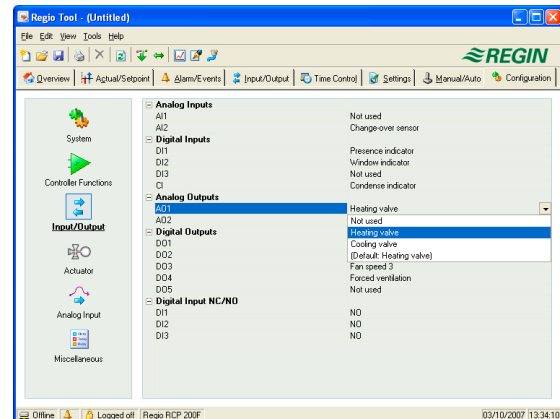 Regio Tool - (Untitled)
File Edit View Tools Help
REGIN
Overview Actual/Setpoint Alarm/Events Input/Output Time Control Settings Manual/Auto Configuration
System
Controller Functions
Input/Output
Actuator
Analog Input
Miscellaneous
Analog Inputs
AI1 Not used
AI2 Change-over sensor
Digital Inputs
DI1 Presence indicator
DI2 Window indicator
DI3 Not used
CI Condense indicator
Analog Outputs
AO1 Heating valve
AO2 Not used
Heating valve
Cooling valve
(Default: Heating valve)
Digital Outputs
DO1
DO2
DO3 Fan speed 3
DO4 Forced ventilation
DO5 Not used
Digital Input NC/NO
DI1 NO
DI2 NO
DI3 NO
Offline Logged off Regio RCP 200F 03/10/2007 13:34:10